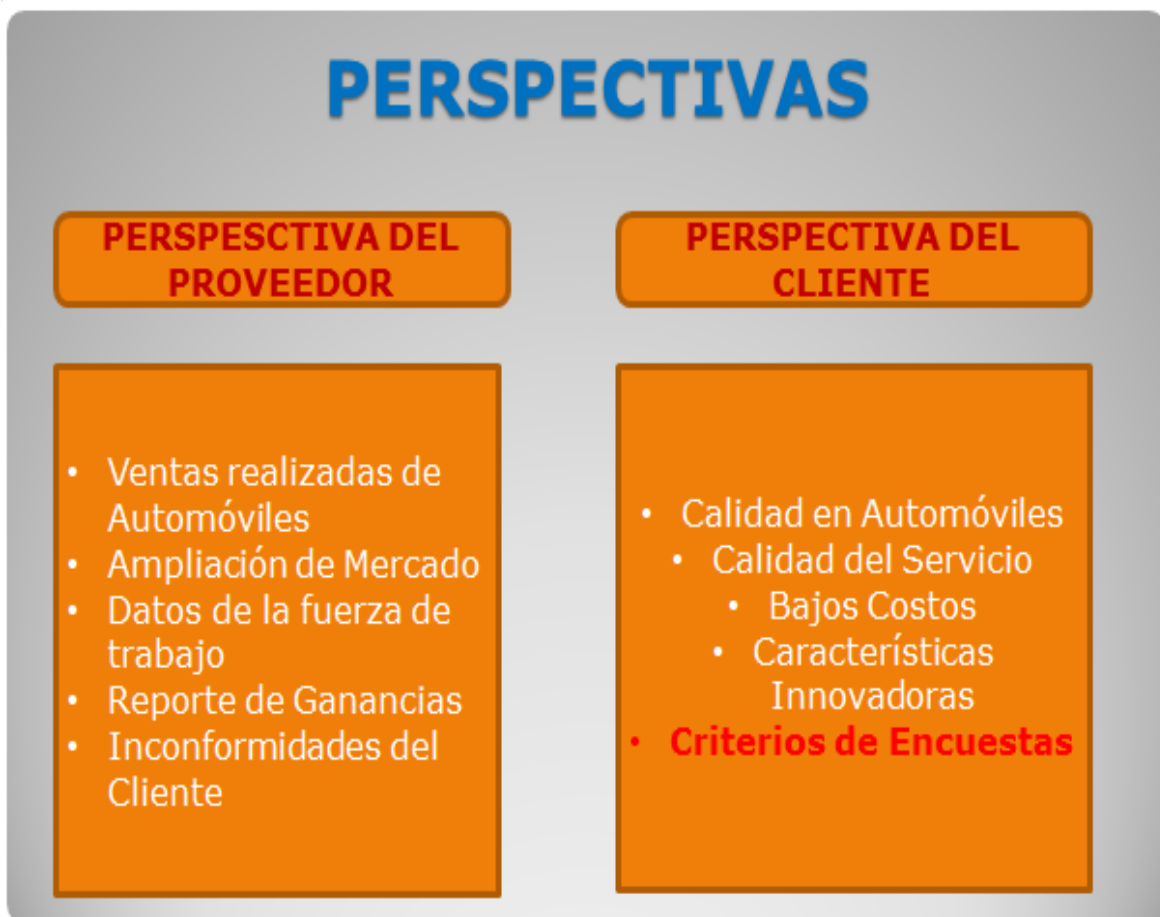 PERSPECTIVAS
PERSPESCTIVA DEL
PROVEEDOR
• Ventas realizadas de
Automóviles
• Ampliación de Mercado
• Datos de la fuerza de
trabajo
• Reporte de Ganancias
• Inconformidades del
Cliente
PERSPECTIVA DEL
CLIENTE
• Calidad en Automóviles
• Calidad del Servicio
• Bajos Costos
• Características
Innovadoras
• Criterios de Encuestas